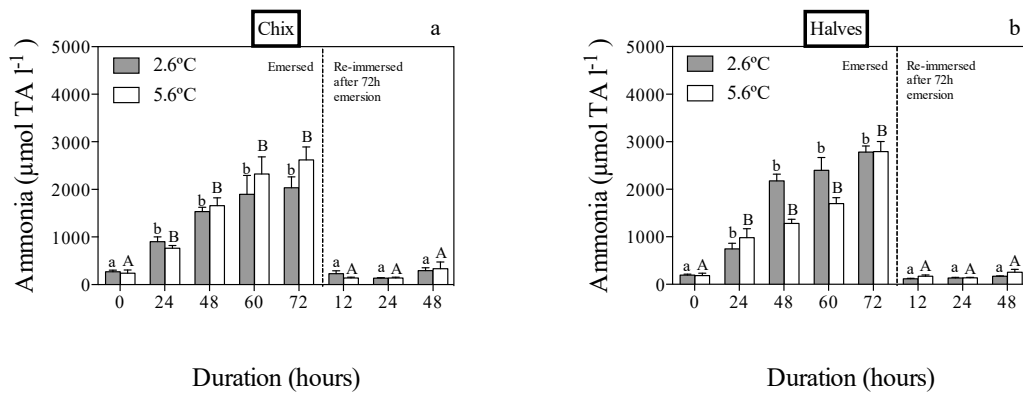 Chix
a
Ammonia (µmol TA l-1)
5000
4000
3000
2000
1000
0
2.6ºC
5.6ºC
Emersed
Re-immersed
after 72h
emersion
a A
b B
b B
b B
b B
a A
a A
a A
0 24 48 60 72 12 24 48
Duration (hours)
Halves
b
Ammonia (µmol TA l-1)
5000
4000
3000
2000
1000
0
2.6ºC
5.6ºC
Emersed
Re-immersed
after 72h
emersion
a A
b B
b B
b B
b B
a A
a A
a A
0 24 48 60 72 12 24 48
Duration (hours)